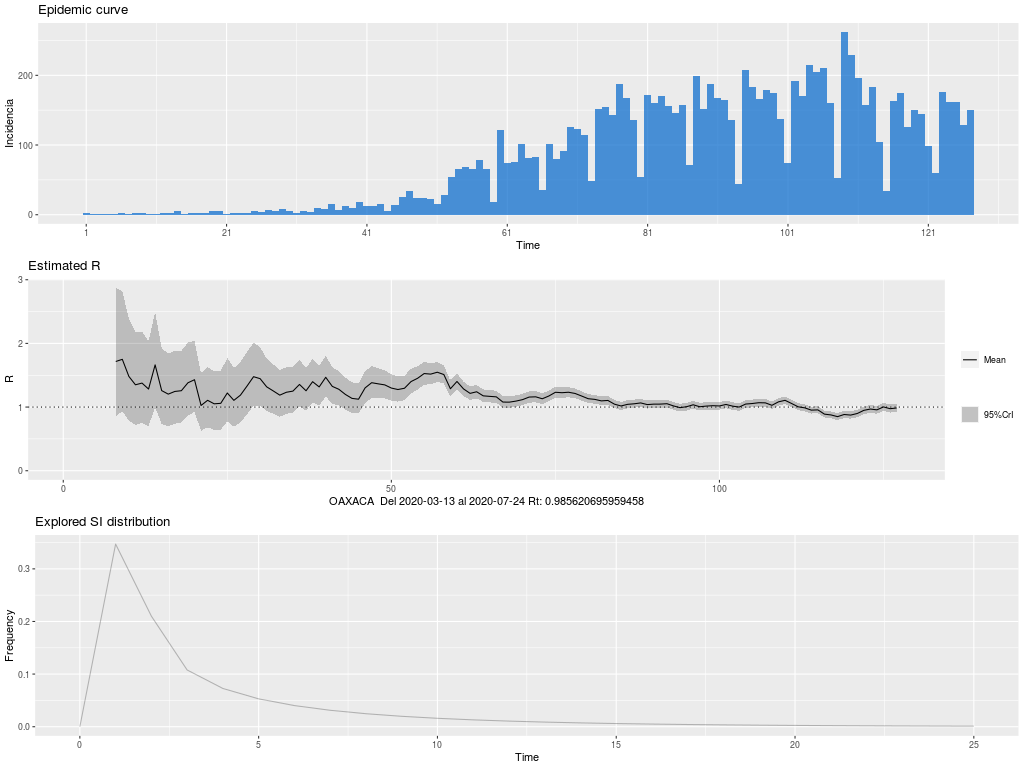 Epidemic curve
Incidencia
200
100
0
1 21 41 61 81 101 121
Time
Estimated R
R
3
2
1
0
0 50 100
Mean
95%CrI
OAXACA  Del 2020-03-13 al 2020-07-24 Rt: 0.985620695959458
Explored SI distribution
Frequency
0.3
0.2
0.1
0.0
0 5 10 15 20 25
Time